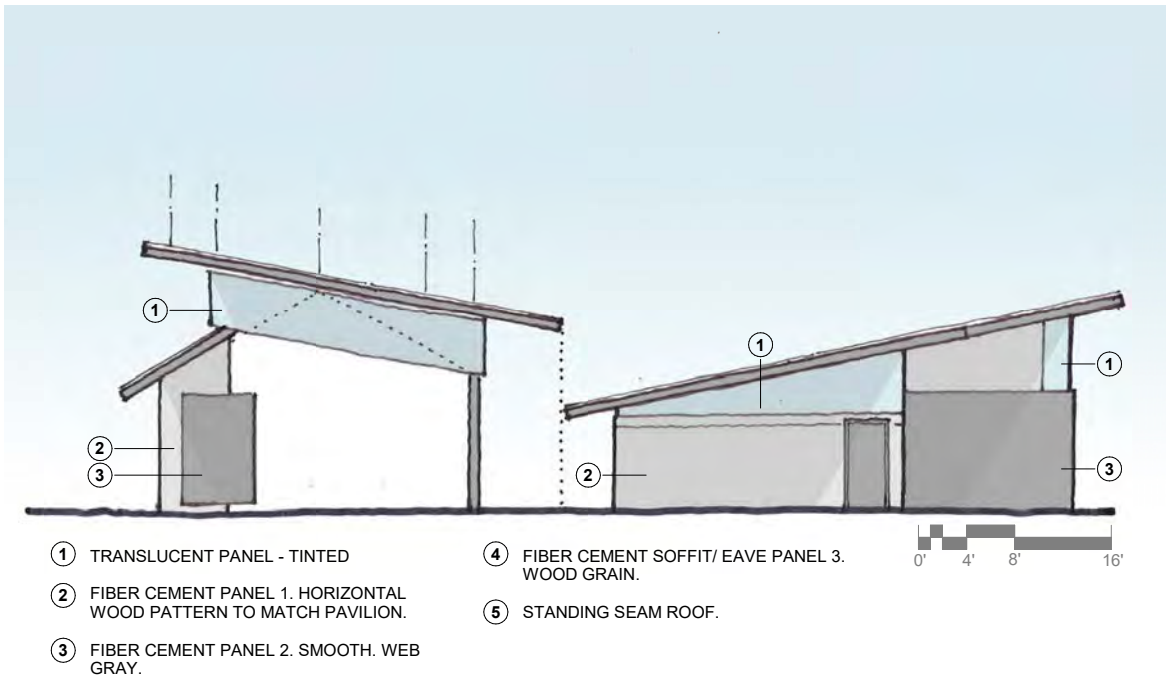 1
1
1
2
3
2
3
0'
4'
8'
16'
1 TRANSLUCENT PANEL - TINTED
2 FIBER CEMENT PANEL 1. HORIZONTAL
WOOD PATTERN TO MATCH PAVILION.
3 FIBER CEMENT PANEL 2. SMOOTH. WEB
GRAY.
4 FIBER CEMENT SOFFIT/ EAVE PANEL 3.
WOOD GRAIN.
5 STANDING SEAM ROOF.